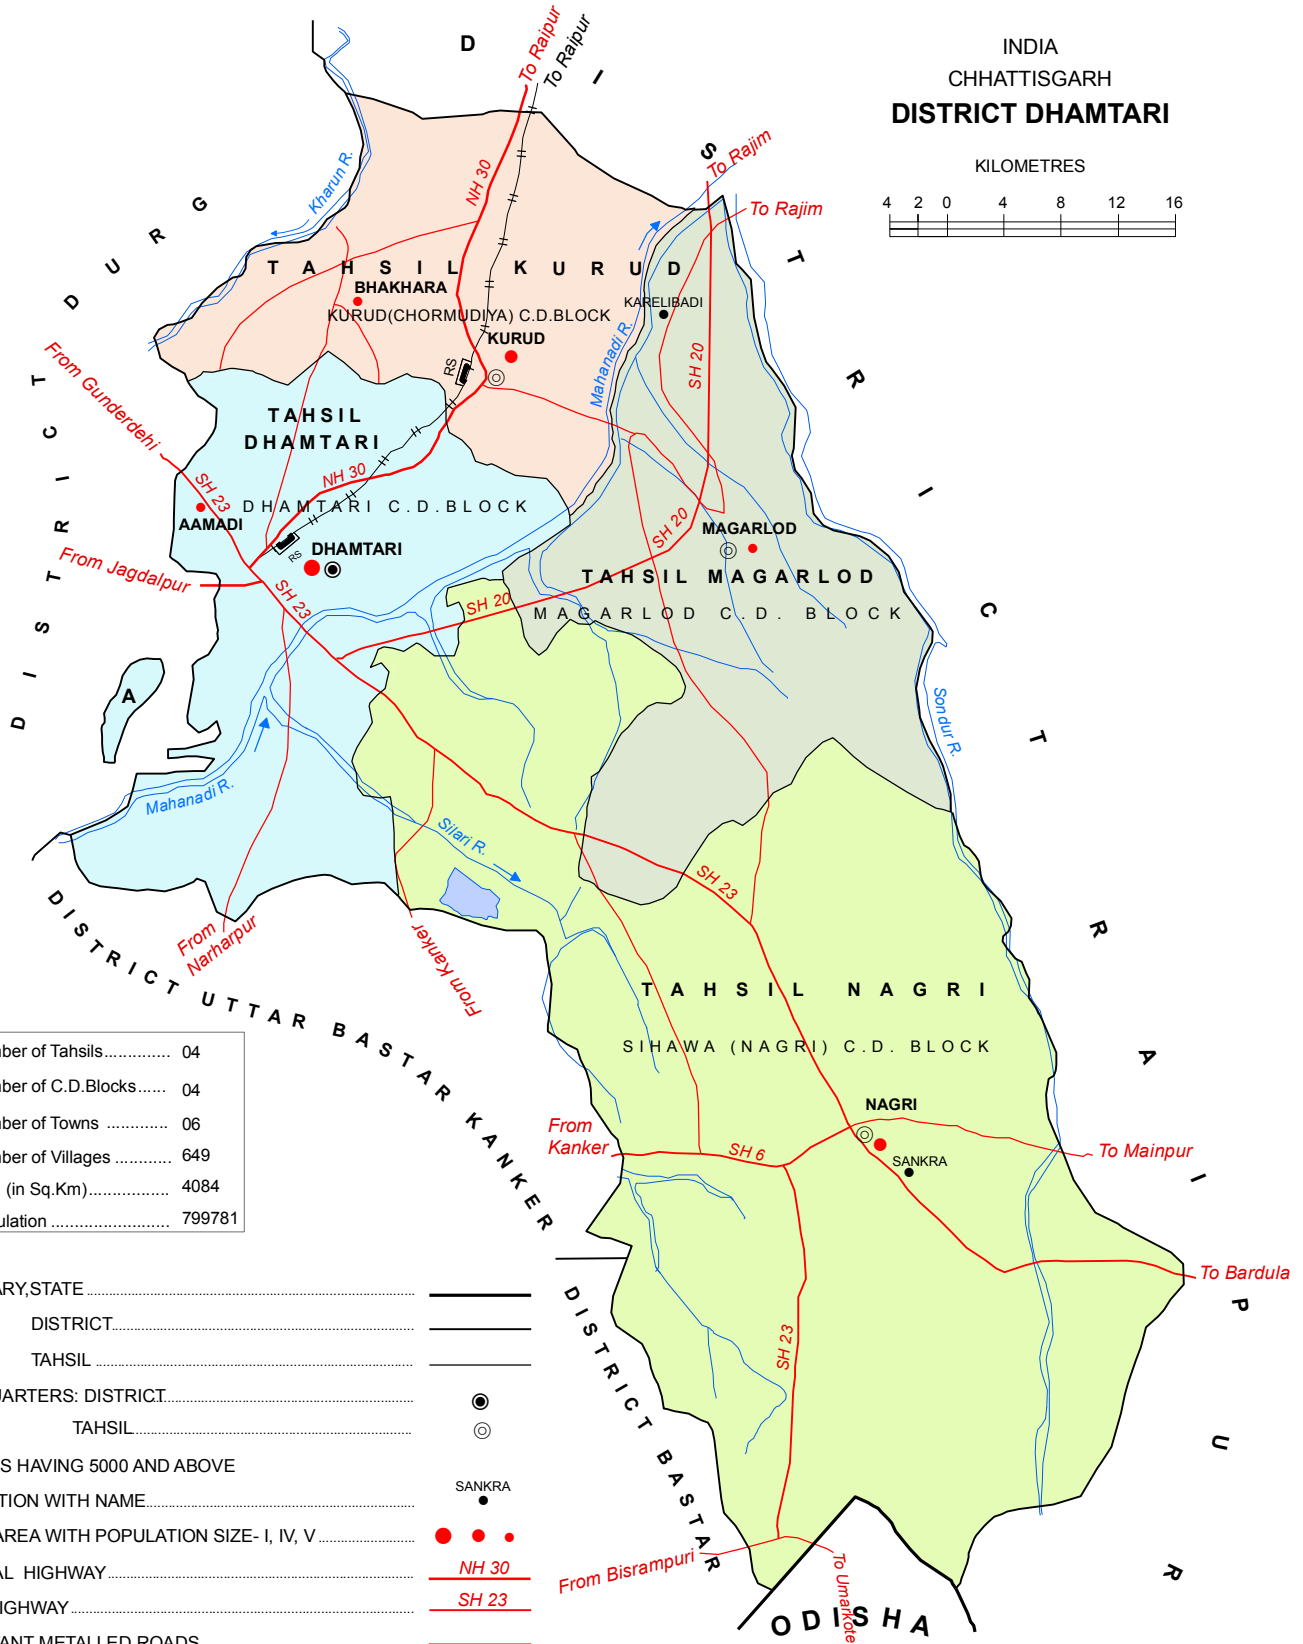 INDIA
CHHATTISGARH
DISTRICT DHAMTARI
KILOMETRES
4 2 0 4 8 12 16
To Raipur
To Raipur
To Rajim
To Rajim
DISTRICT RAIPUR
DISTRICT DURG
Kharun R.
NH 30
TAHSIL KURUD
BHAKHARA
KURUD(CHORMUDIYA) C.D.BLOCK
KURUD
RS
KARELIBADI
Mahanadi R.
SH 20
From Gunderdehi
TAHSIL
DHAMTARI
NH 30
SH 23
DHAMTARI C.D.BLOCK
AAMADI
RS
DHAMTARI
From Jagdalpur
SH 23
SH 20
SH 20
MAGARLOD
TAHSIL MAGARLOD
MAGARLOD C.D. BLOCK
A
Sondur R.
Mahanadi R.
Silari R.
SH 23
From
Narharpur
From Kanker
DISTRICT UTTAR BASTAR KANKER
TAHSIL NAGRI
SIHAWA (NAGRI) C.D. BLOCK
NAGRI
From
Kanker
SH 6
SANKRA
To Mainpur
To Bardula
SH 23
DISTRICT BASTAR
From Bisrampuri
To Umarkote
ODISHA
ber of Tahsils.............. 04
ber of C.D.Blocks...... 04
ber of Towns ............. 06
ber of Villages ............ 649
(in Sq.Km)................. 4084
ulation ......................... 799781
ARY,STATE
DISTRICT
TAHSIL
UARTERS: DISTRICT
TAHSIL
S HAVING 5000 AND ABOVE
TION WITH NAME
SANKRA
AREA WITH POPULATION SIZE- I, IV, V
AL HIGHWAY
NH 30
IGHWAY
SH 23
ANT METALLED ROADS